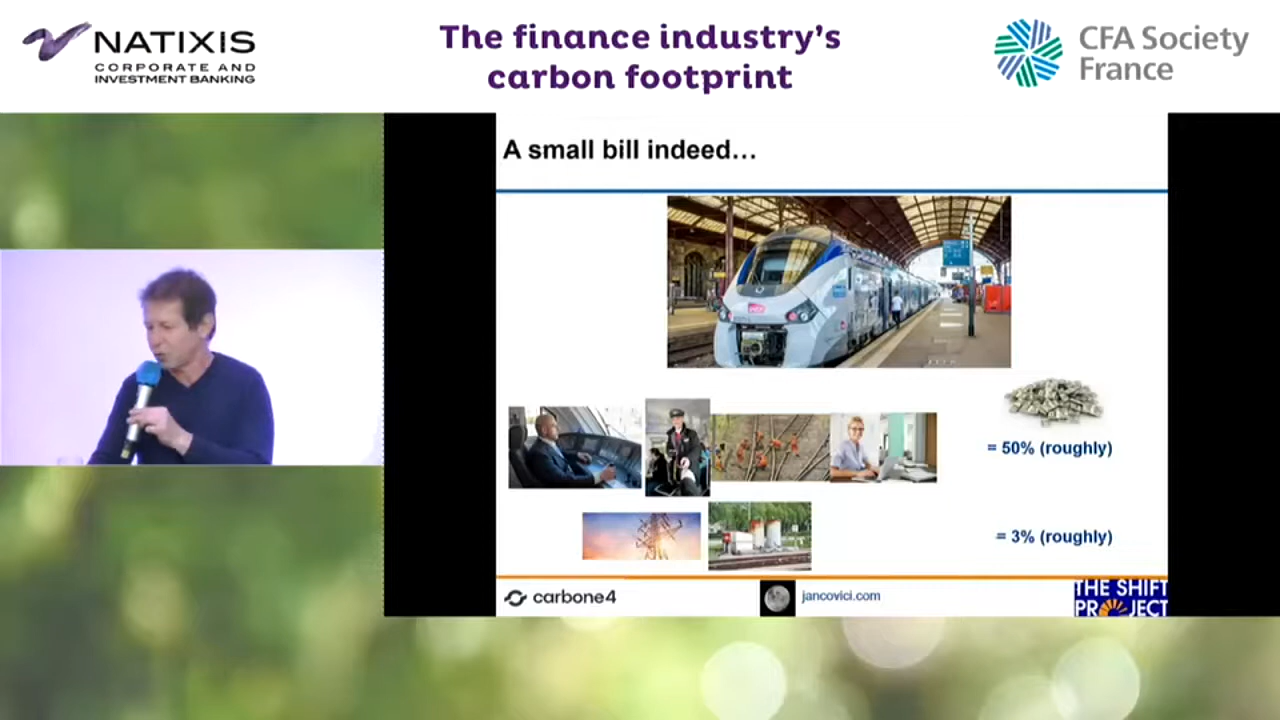 NATIXIS
CORPORATE AND
INVESTMENT BANKING
The finance industry’s
carbon footprint
CFA Society
France
A small bill indeed…
= 50% (roughly)
= 3% (roughly)
carbone4
jancovici.com
THE SHIFT
PROJECT